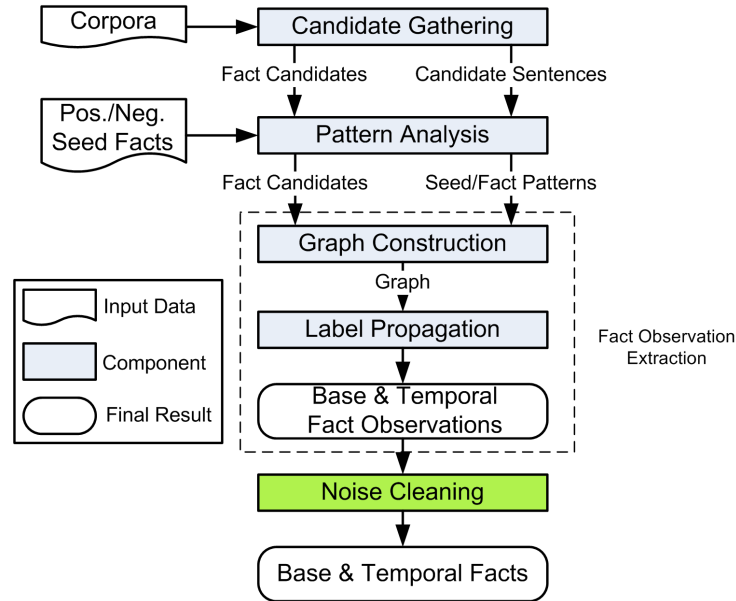 Corpora
Candidate Gathering
Fact Candidates
Candidate Sentences
Pos./Neg.
Seed Facts
Pattern Analysis
Fact Candidates
Seed/Fact Patterns
Graph Construction
Graph
Label Propagation
Base & Temporal
Fact Observations
Fact Observation
Extraction
Input Data
Component
Final Result
Noise Cleaning
Base & Temporal Facts